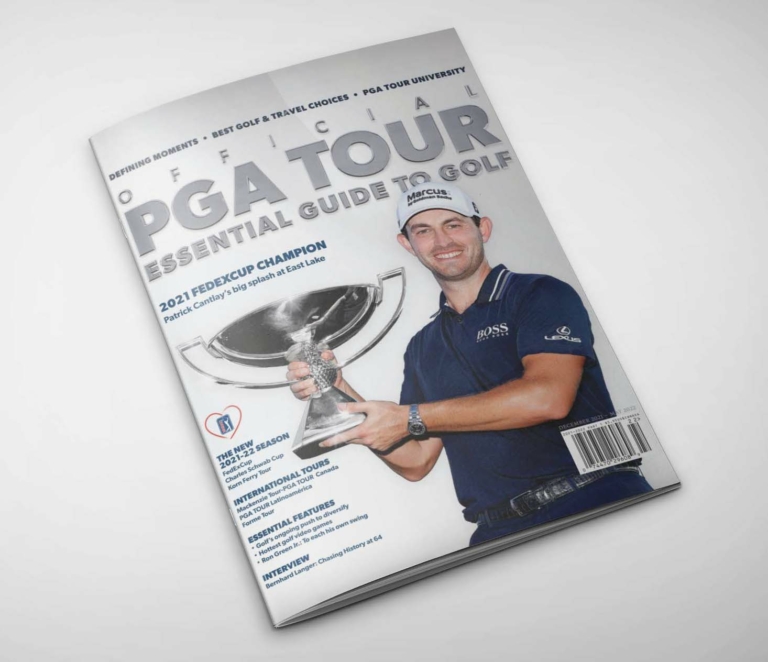 DEFINING MOMENTS • BEST GOLF & TRAVEL CHOICES • PGA TOUR UNIVERSITY
OFFICIAL
PGA TOUR
ESSENTIAL GUIDE TO GOLF
Marcus
2021 FEDEXCUP CHAMPION
Patrick Cantlay's big splash at East Lake
BOSS
LEXUS
THE NEW
2021-22 SEASON
FedExCup
Charles Schwab Cup
Korn Ferry Tour
INTERNATIONAL TOURS
Mackenzie Tour-PGA TOUR Canada
PGA TOUR Latinoamérica
Forme Tour
ESSENTIAL FEATURES
• Golf's ongoing push to diversify
• Hottest golf video games
• Ron Green Jr.: To each his own swing
INTERVIEW
Bernhard Langer: Chasing History at 64